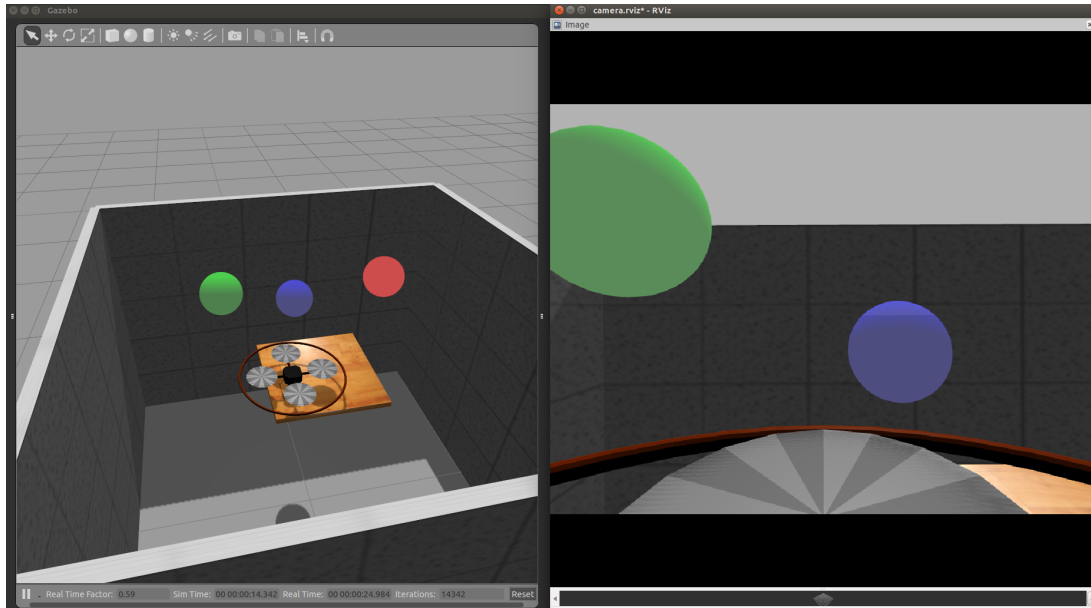 Gazebo
camera.rviz* - RViz
Image
Real Time Factor: 0.59 Sim Time: 00 00:00:14.342 Real Time: 00 00:00:24.984 Iterations: 14342 Reset